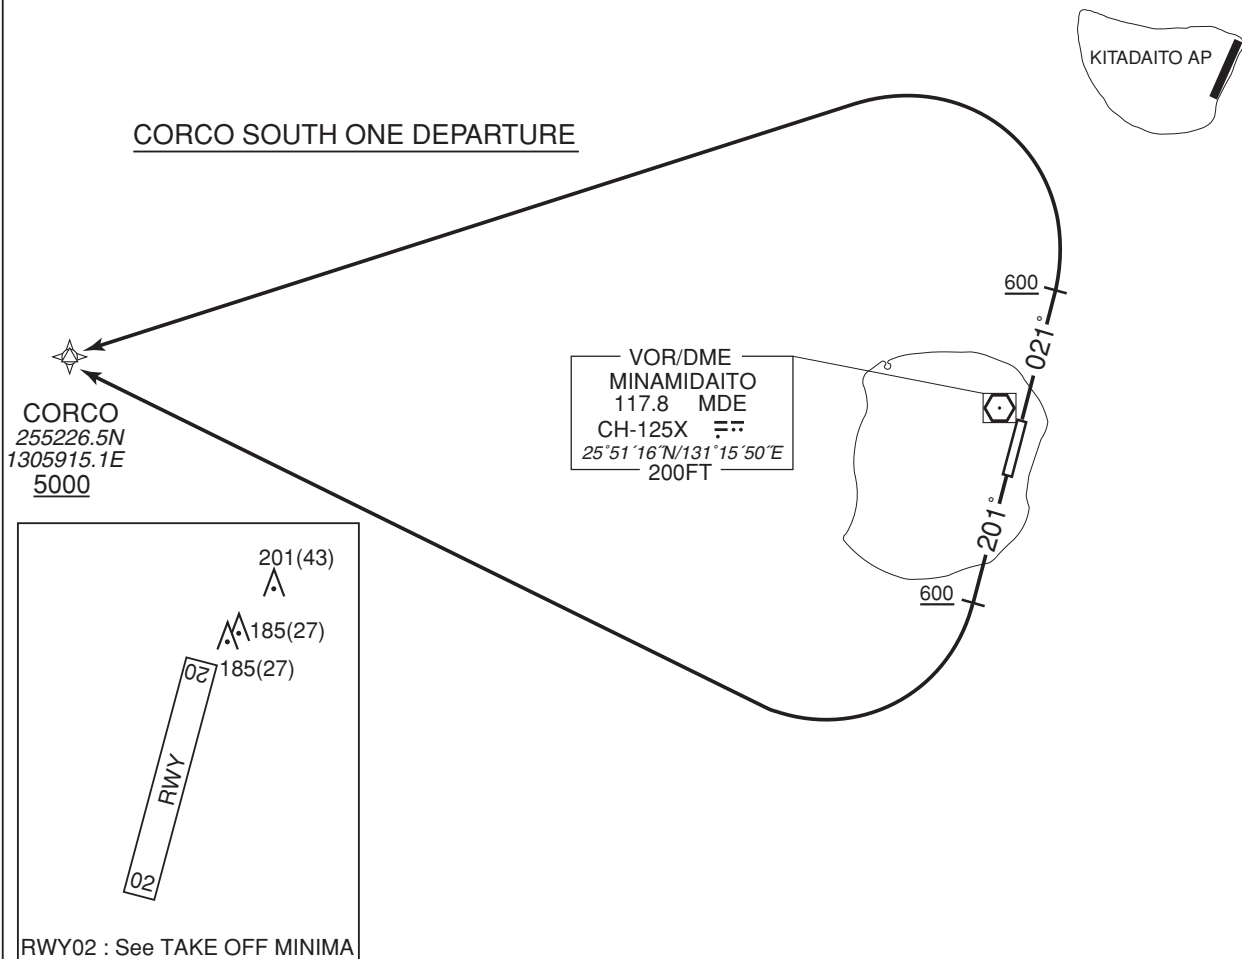 KITADAITO AP
CORCO SOUTH ONE DEPARTURE
600
021°
VOR/DME
MINAMIDAITO
117.8 MDE
CH-125X
25°51´16˝N/131°15´50˝E
200FT
CORCO
255226.5N
1305915.1E
5000
201°
600
201(43)
185(27)
185(27)
20
RWY
02
RWY02 : See TAKE OFF MINIMA